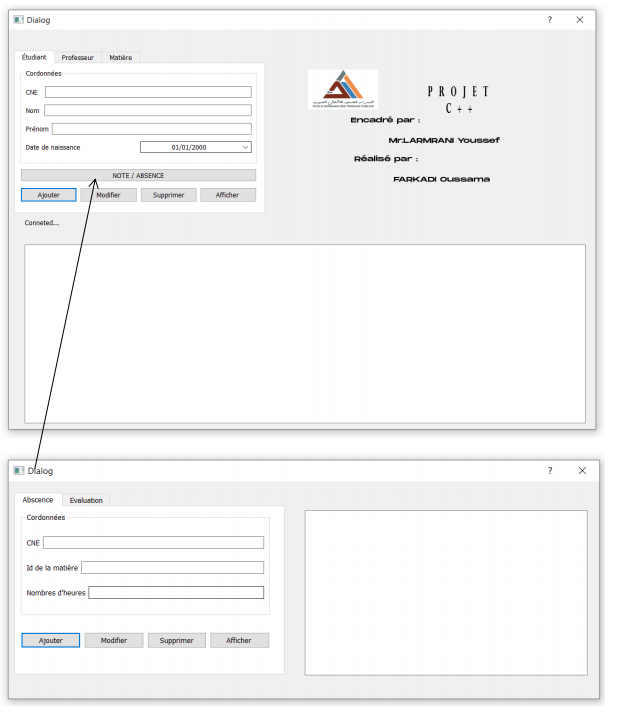 Dialog ? ×
Étudiant Professeur Matière
Cordonnées
CNE
Nom
Prénom
Date de naissance 01/01/2000
NOTE / ABSENCE
Ajouter Modifier Supprimer Afficher
Conneted...
PROJET
C++
Encadré par :
Mr.LARMRANI Youssef
Réalisé par :
FARKADI Oussama
Dialog ? ×
Abscence Evaluation
Cordonnées
CNE
Id de la matière
Nombres d'heures
Ajouter Modifier Supprimer Afficher